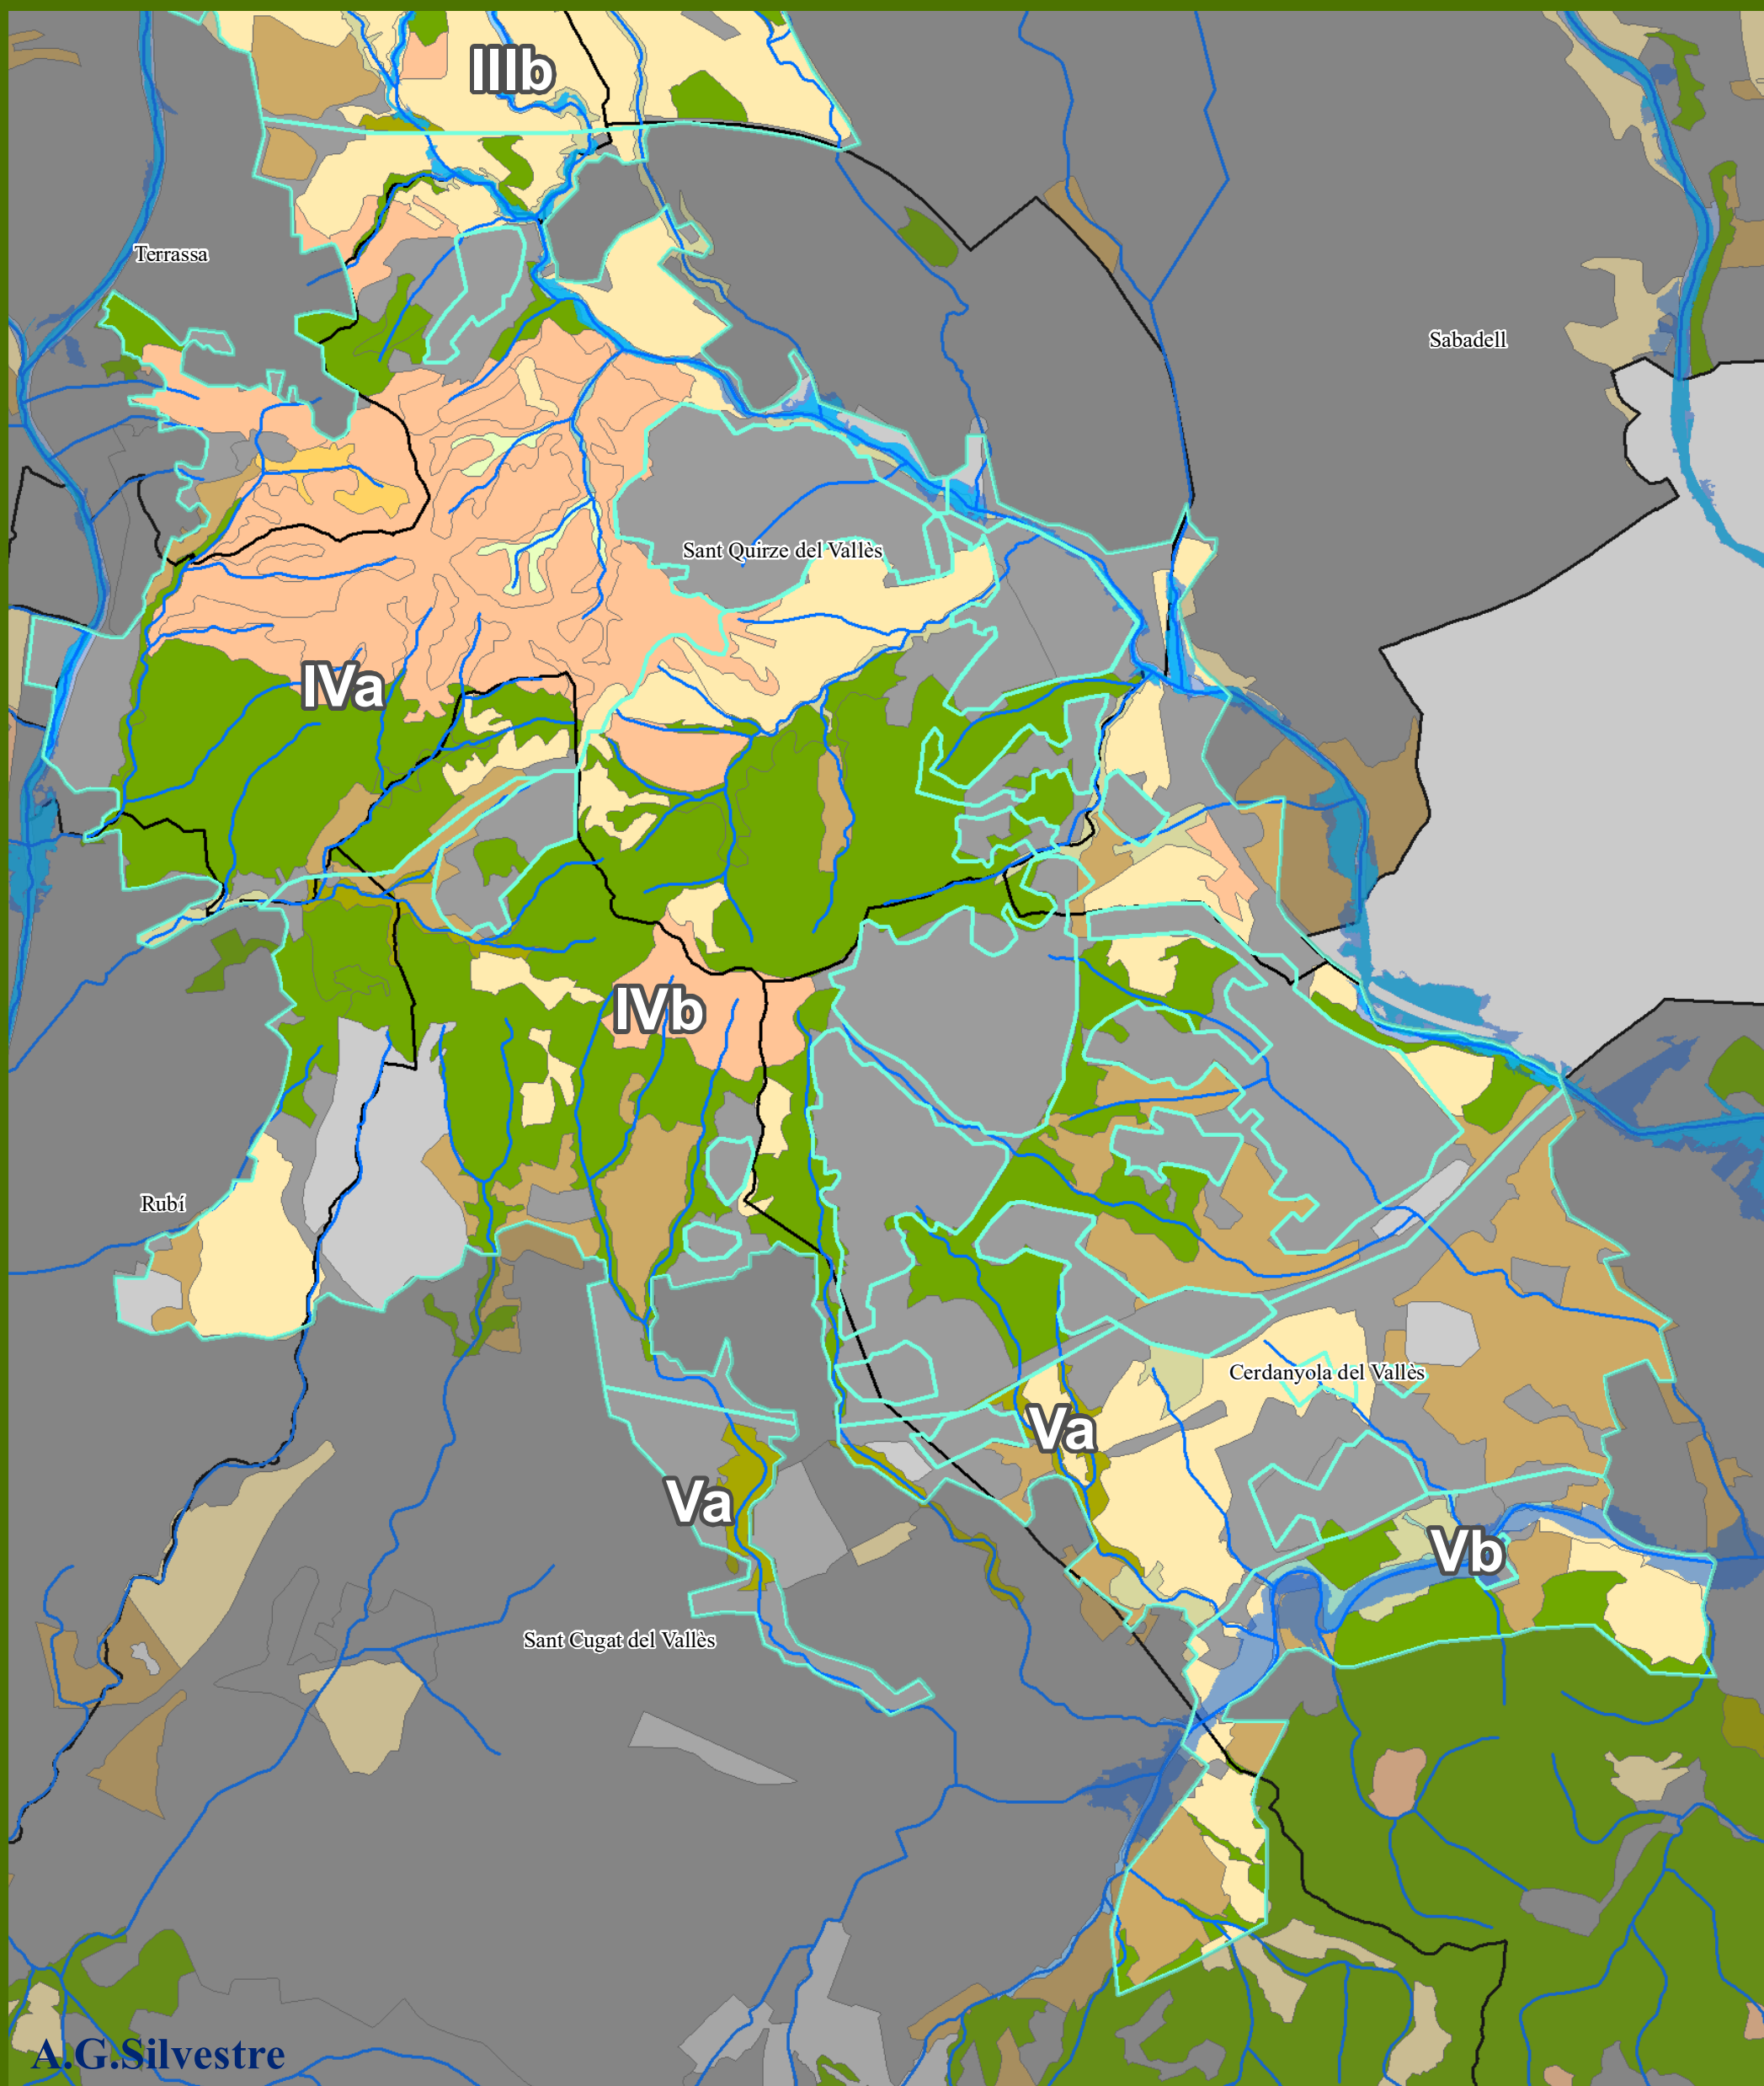 IIIb
Terrassa
Sabadell
Sant Quirze del Vallès
IVa
IVb
Rubí
Cerdanyola del Vallès
Va
Va
Vb
Sant Cugat del Vallès
A.G.Silvestre